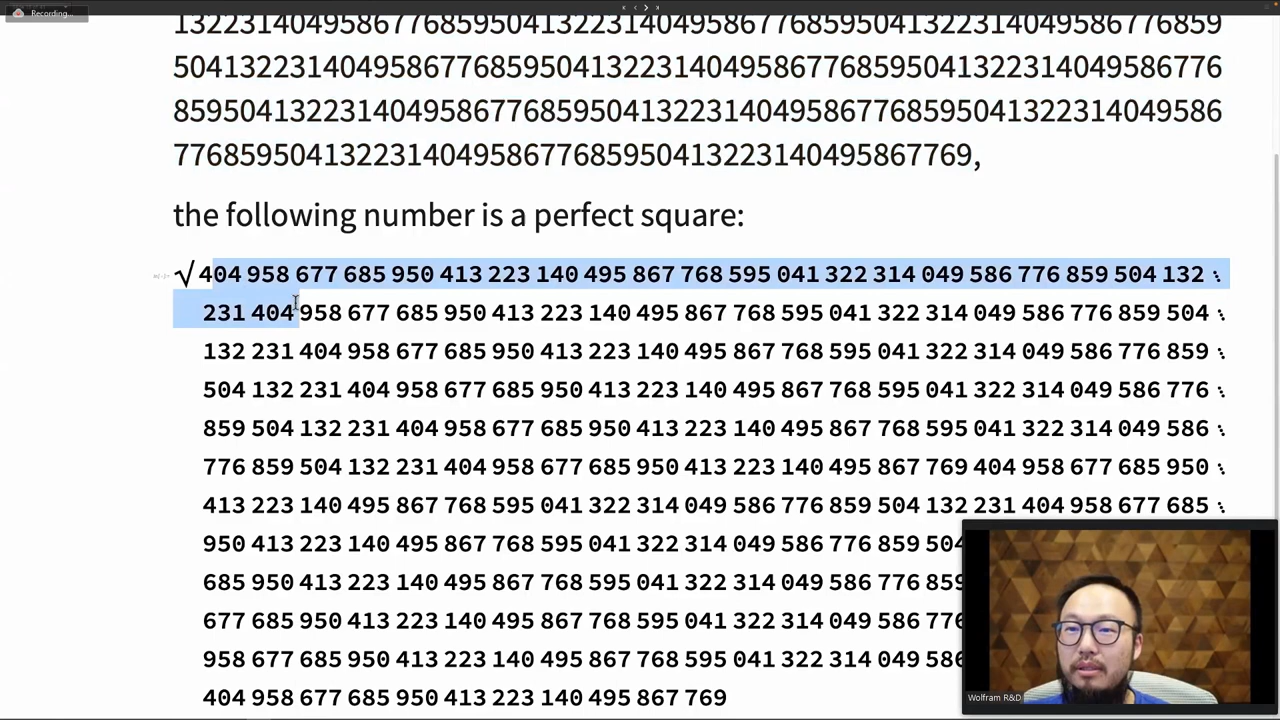 Recording...
132231404958677685950413223140495867768595041322314049586776859
504132231404958677685950413223140495867768595041322314049586776
859504132231404958677685950413223140495867768595041322314049586
776859504132231404958677685950413223140495867769,
the following number is a perfect square:
√404 958 677 685 950 413 223 140 495 867 768 595 041 322 314 049 586 776 859 504 132 ⋱
231 404 958 677 685 950 413 223 140 495 867 768 595 041 322 314 049 586 776 859 504 ⋱
132 231 404 958 677 685 950 413 223 140 495 867 768 595 041 322 314 049 586 776 859 ⋱
504 132 231 404 958 677 685 950 413 223 140 495 867 768 595 041 322 314 049 586 776 ⋱
859 504 132 231 404 958 677 685 950 413 223 140 495 867 768 595 041 322 314 049 586 ⋱
776 859 504 132 231 404 958 677 685 950 413 223 140 495 867 769 404 958 677 685 950 ⋱
413 223 140 495 867 768 595 041 322 314 049 586 776 859 504 132 231 404 958 677 685 ⋱
950 413 223 140 495 867 768 595 041 322 314 049 586 776 859 504
685 950 413 223 140 495 867 768 595 041 322 314 049 586 776 859
677 685 950 413 223 140 495 867 768 595 041 322 314 049 586 776
958 677 685 950 413 223 140 495 867 768 595 041 322 314 049 586
404 958 677 685 950 413 223 140 495 867 769
Wolfram R&D